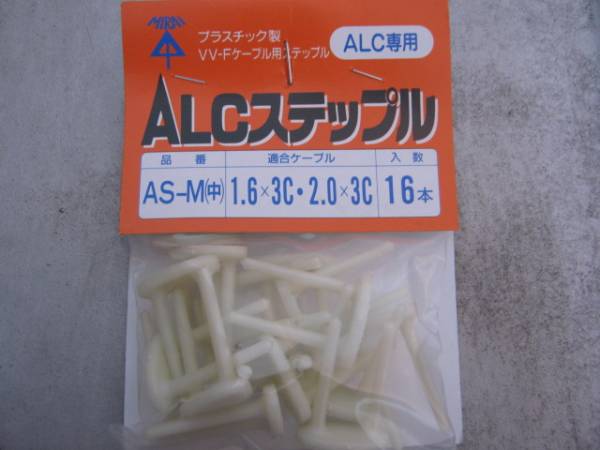 MIRAI
プラスチック製
VV-Fケーブル用ステップル
ALC専用
ALCステップル
品番 適合ケーブル 入数
AS-M(中) 1.6×3C・2.0×3C 16本